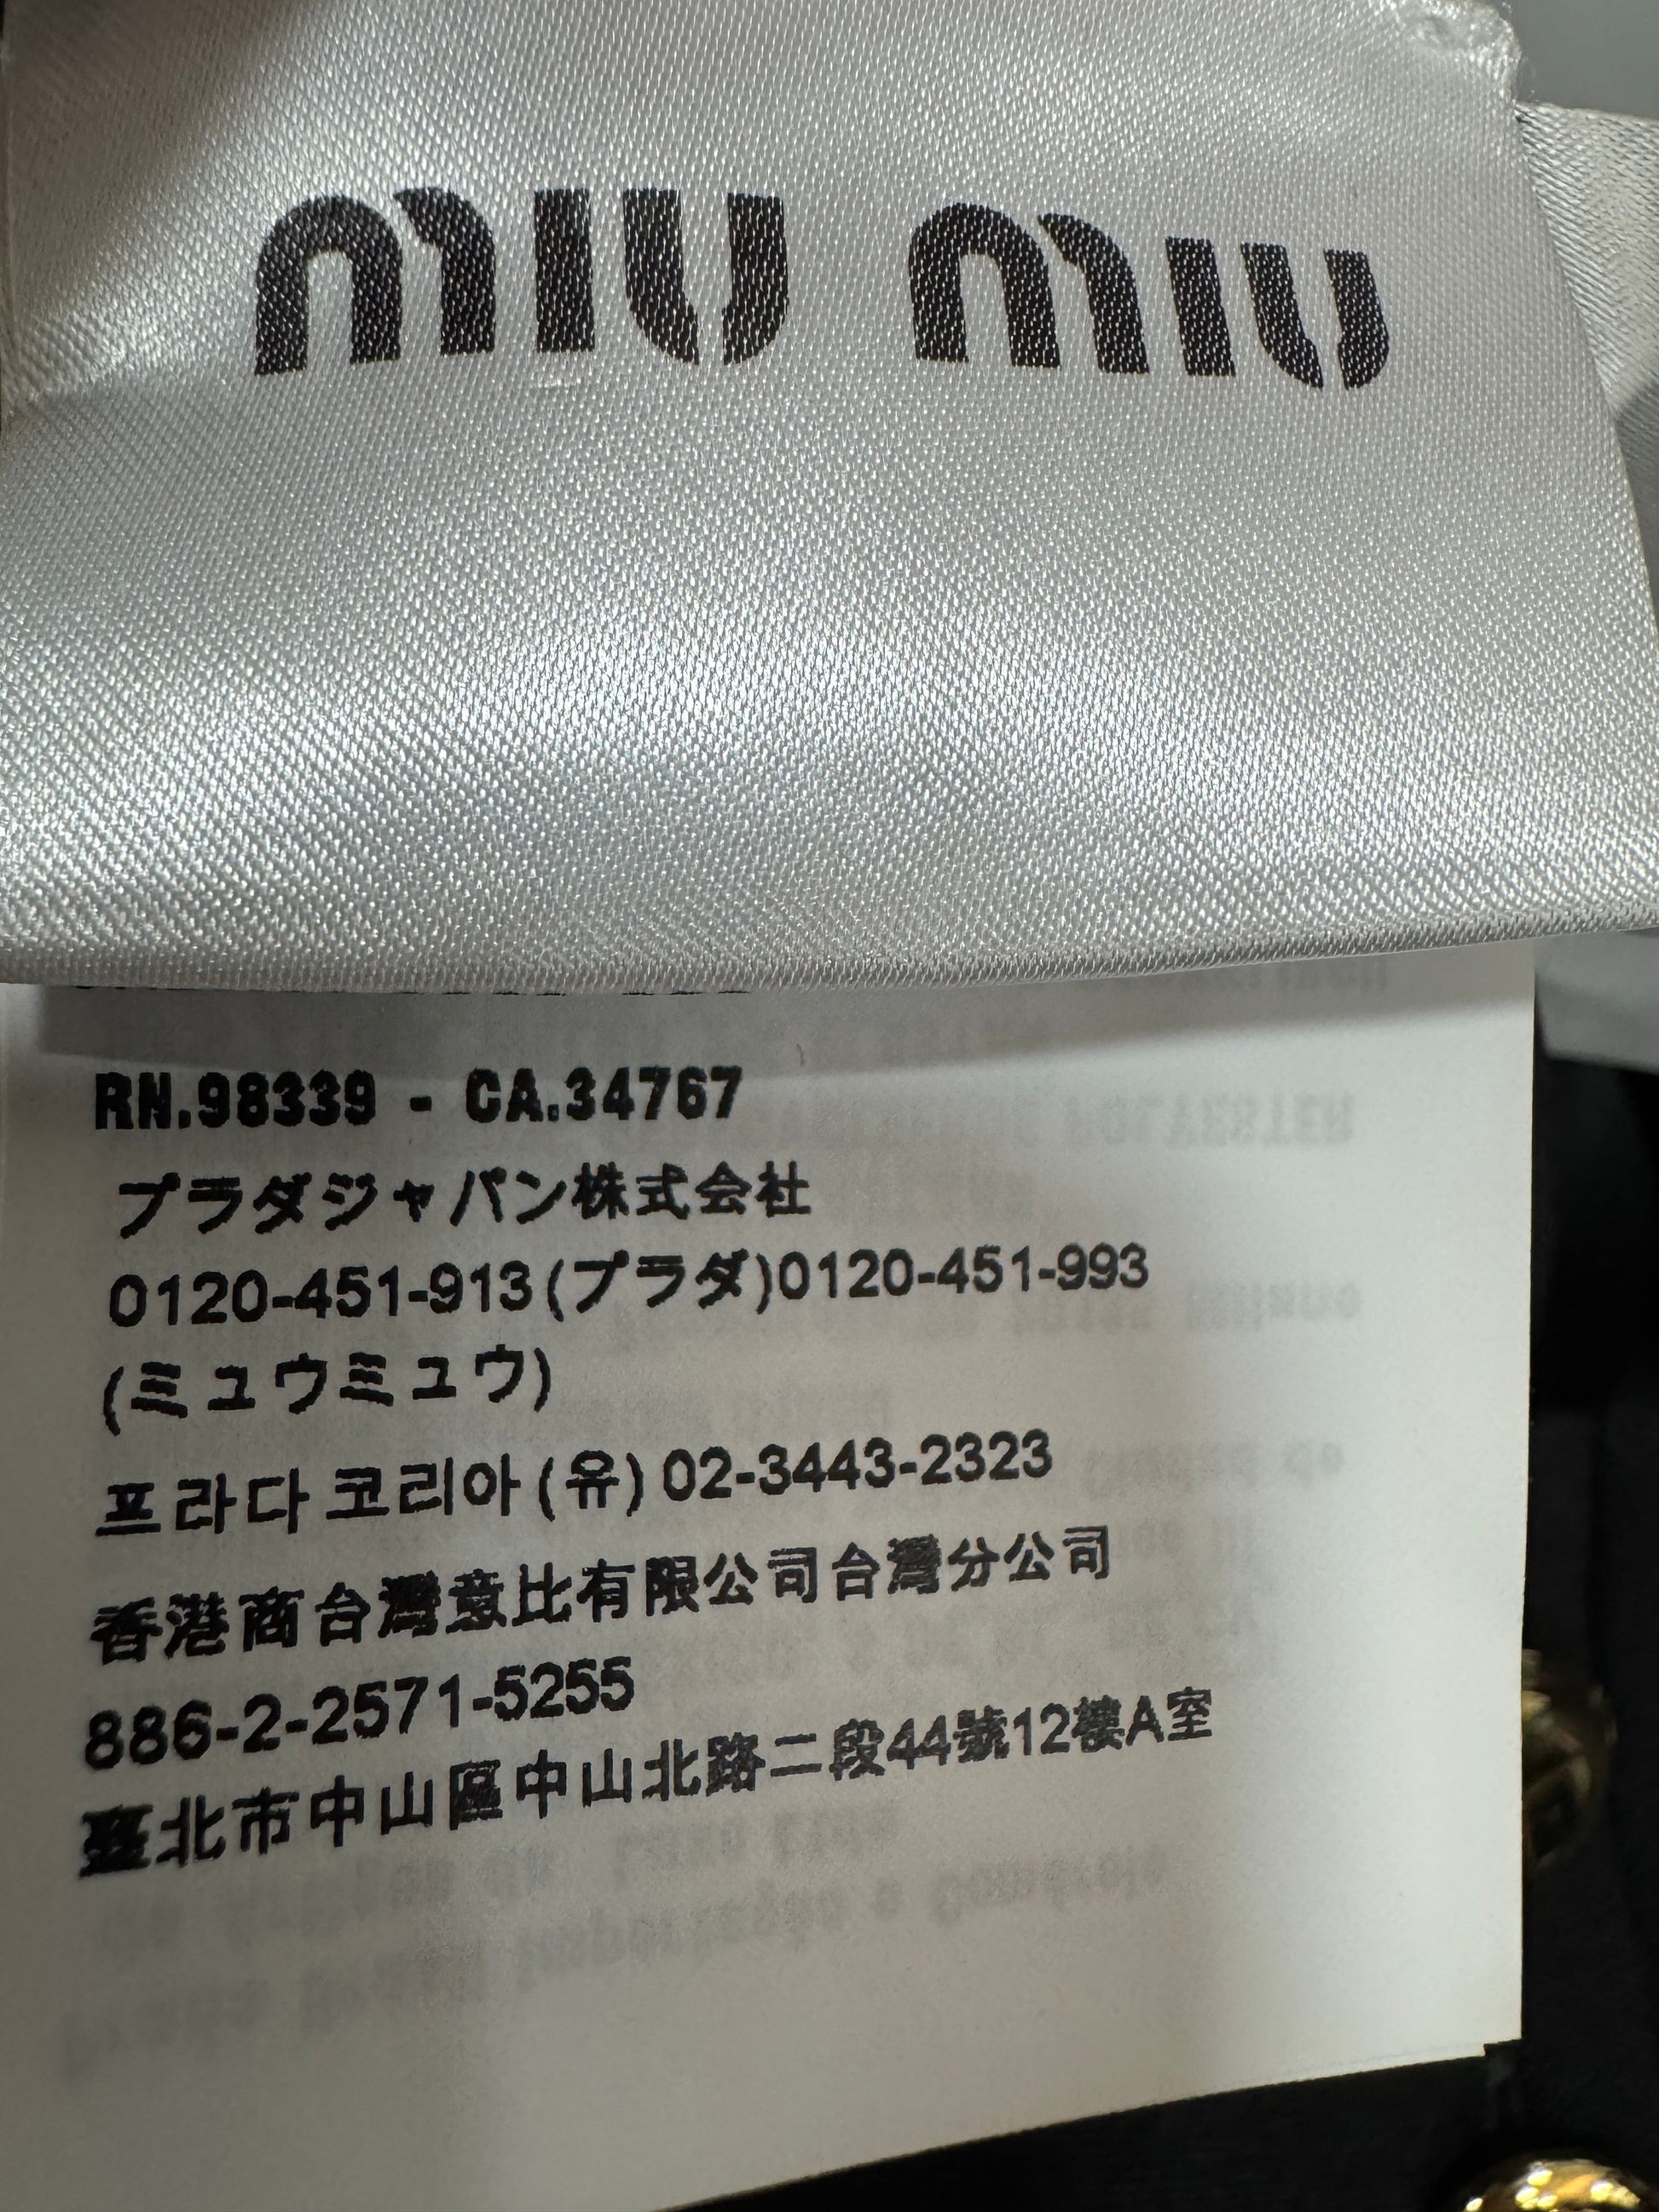 miu miu
RN.98339 - CA.34767
プラダジャパン株式会社
0120-451-913(プラダ)0120-451-993
(ミュウミュウ)
프라다 코리아(유) 02-3443-2323
香港商台灣意比有限公司台灣分公司
886-2-2571-5255
臺北市中山區中山北路二段44號12樓A室